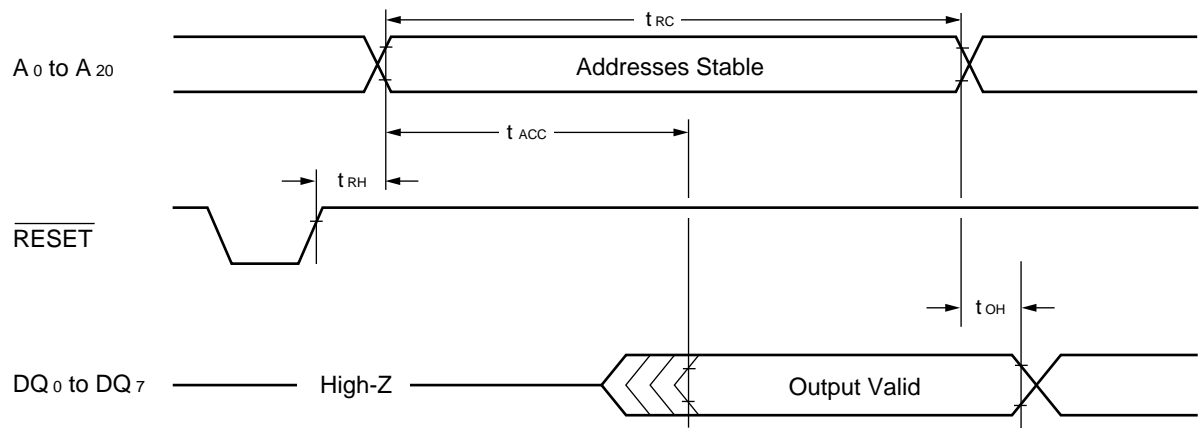 t RC
A 0 to A 20
Addresses Stable
t ACC
t RH
RESET
t OH
DQ 0 to DQ 7
High-Z
Output Valid